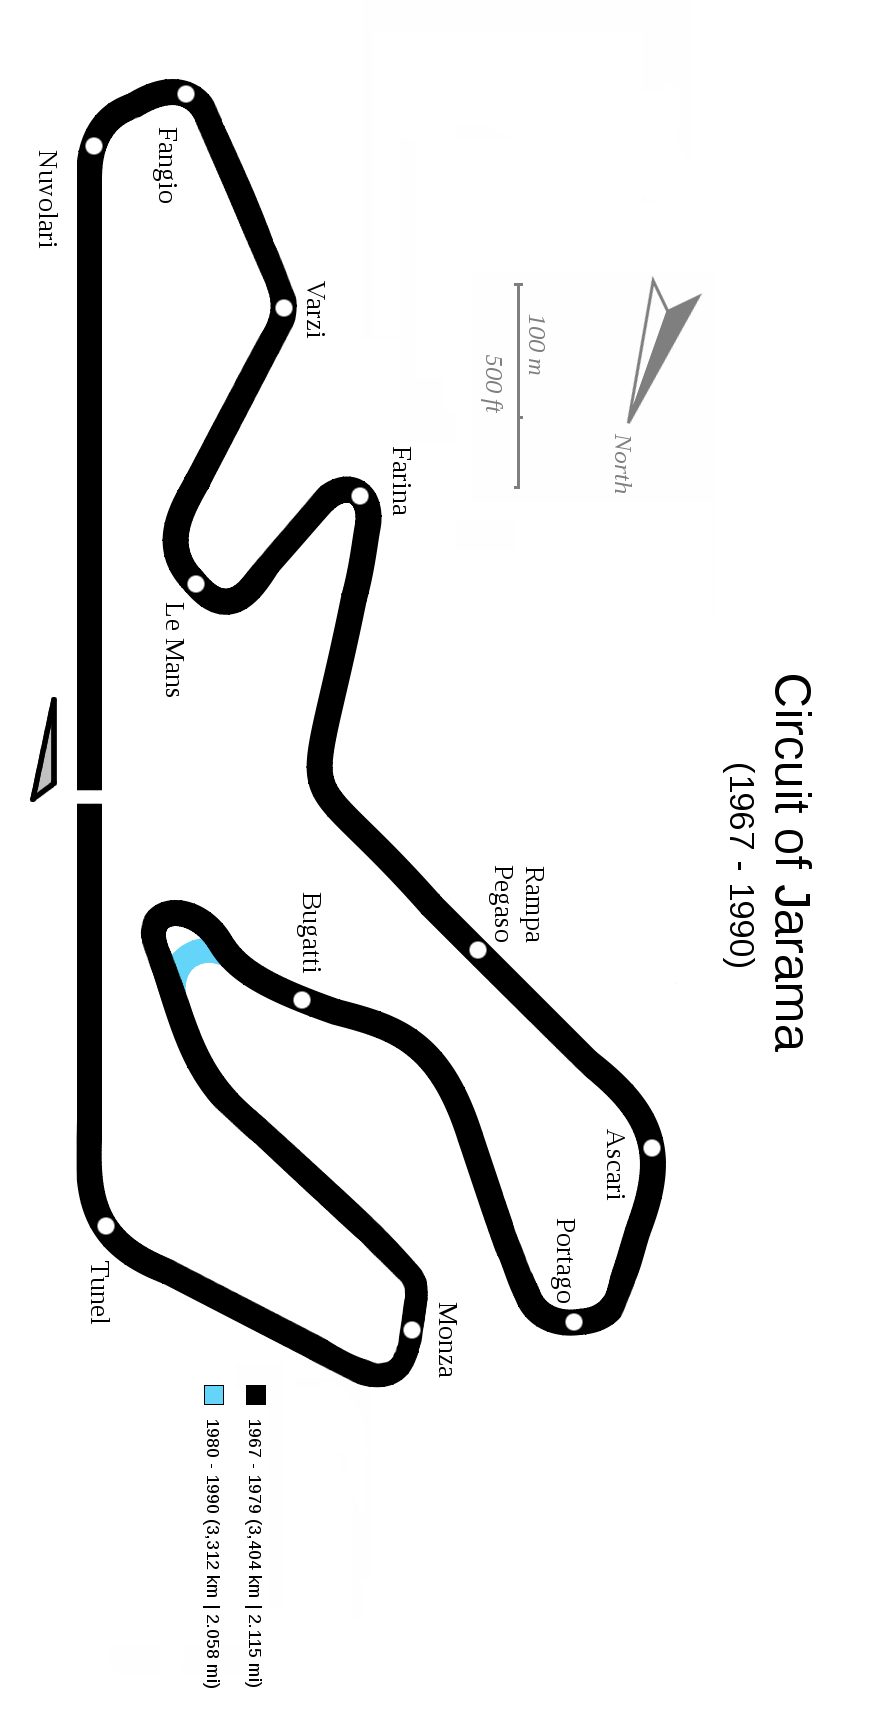 Circuit of Jarama
(1967 - 1990)
North
100 m
500 ft
Rampa
Pegaso
Farina
Varzi
Fangio
Nuvolari
Le Mans
Bugatti
Ascari
Portago
Monza
Tunel
1967 - 1979 (3,404 km | 2.115 mi)
1980 - 1990 (3,312 km | 2.058 mi)